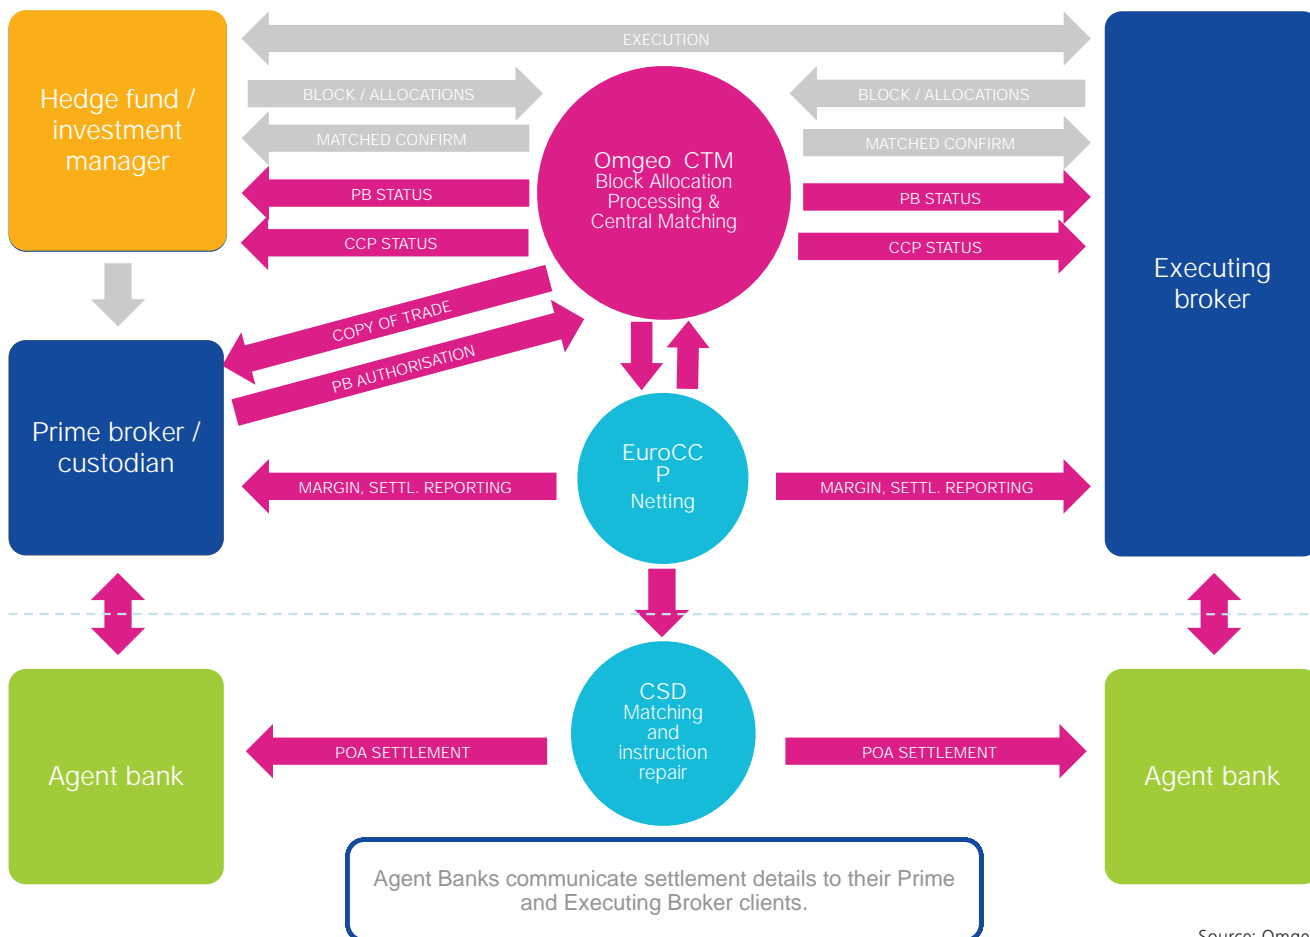 EXECUTION
Hedge fund /
investment
manager
BLOCK / ALLOCATIONS
BLOCK / ALLOCATIONS
MATCHED CONFIRM
MATCHED CONFIRM
Omgeo CTM
Block Allocation
Processing &
Central Matching
PB STATUS
PB STATUS
CCP STATUS
CCP STATUS
Executing
broker
COPY OF TRADE
PB AUTHORISATION
Prime broker /
custodian
EuroCC
P
Netting
MARGIN, SETTL. REPORTING
MARGIN, SETTL. REPORTING
CSD
Matching
and
instruction
repair
POA SETTLEMENT
POA SETTLEMENT
Agent bank
Agent bank
Agent Banks communicate settlement details to their Prime
and Executing Broker clients.
Source: Omge